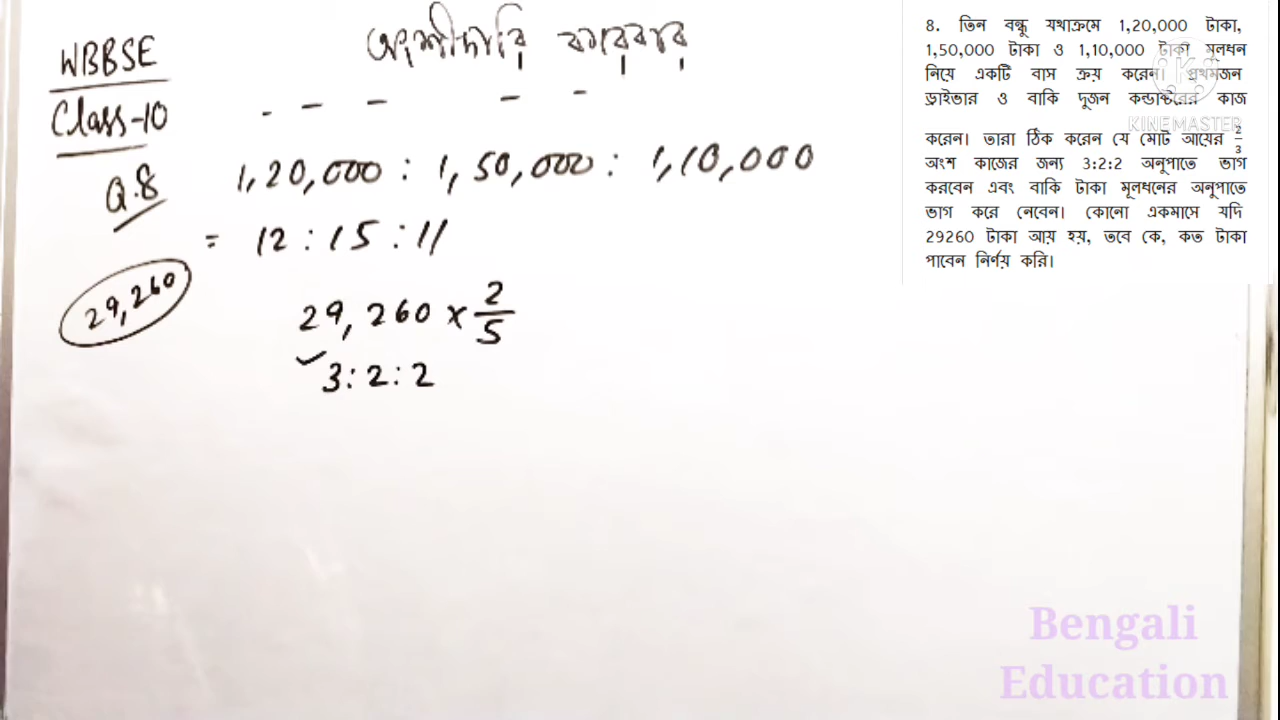 WBBSE
Class-10
Q.8
অংশীদারি কারবার
1,20,000 : 1,50,000 : 1,10,000
= 12 : 15 : 11
29,260
29,260 × 2/5
✓3:2:2
8. তিন বন্ধু যথাক্রমে 1,20,000 টাকা,
1,50,000 টাকা ও 1,10,000 টাকা মূলধন
নিয়ে একটি বাস ক্রয় করেন। প্রথমজন
ড্রাইভার ও বাকি দুজন কন্ডাক্টরের কাজ
করেন। তারা ঠিক করেন যে মোট আয়ের 2/3
অংশ কাজের জন্য 3:2:2 অনুপাতে ভাগ
করবেন এবং বাকি টাকা মূলধনের অনুপাতে
ভাগ করে নেবেন। কোনো একমাসে যদি
29260 টাকা আয় হয়, তবে কে, কত টাকা
পাবেন নির্ণয় করি।
KINEMASTER
Bengali
Education